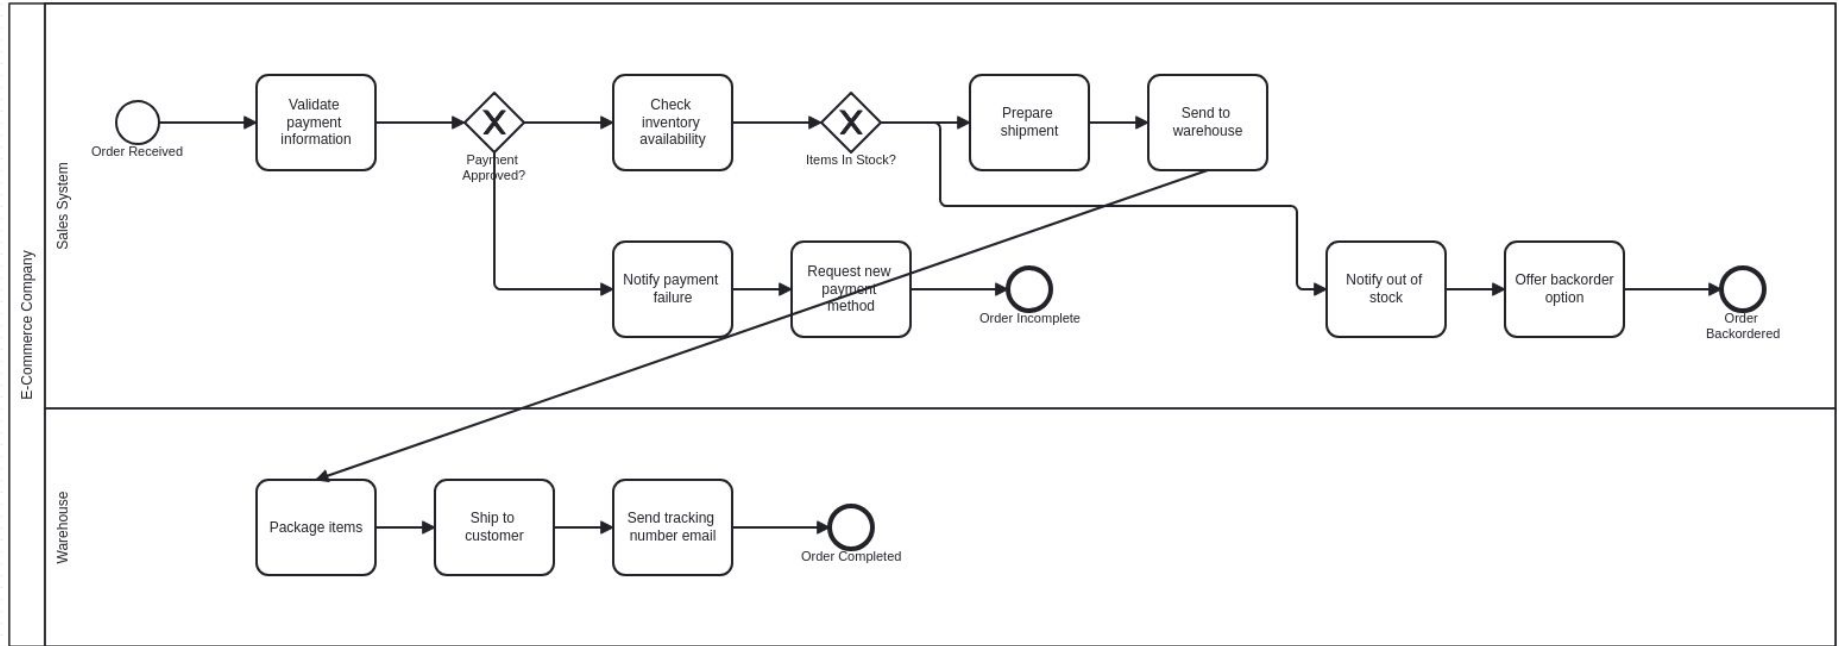 E-Commerce Company
Sales System
Order Received
Validate
payment
information
Payment
Approved?
Check
inventory
availability
Items In Stock?
Prepare
shipment
Send to
warehouse
Notify payment
failure
Request new
payment
method
Order Incomplete
Notify out of
stock
Offer backorder
option
Order
Backordered
Warehouse
Package items
Ship to
customer
Send tracking
number email
Order Completed